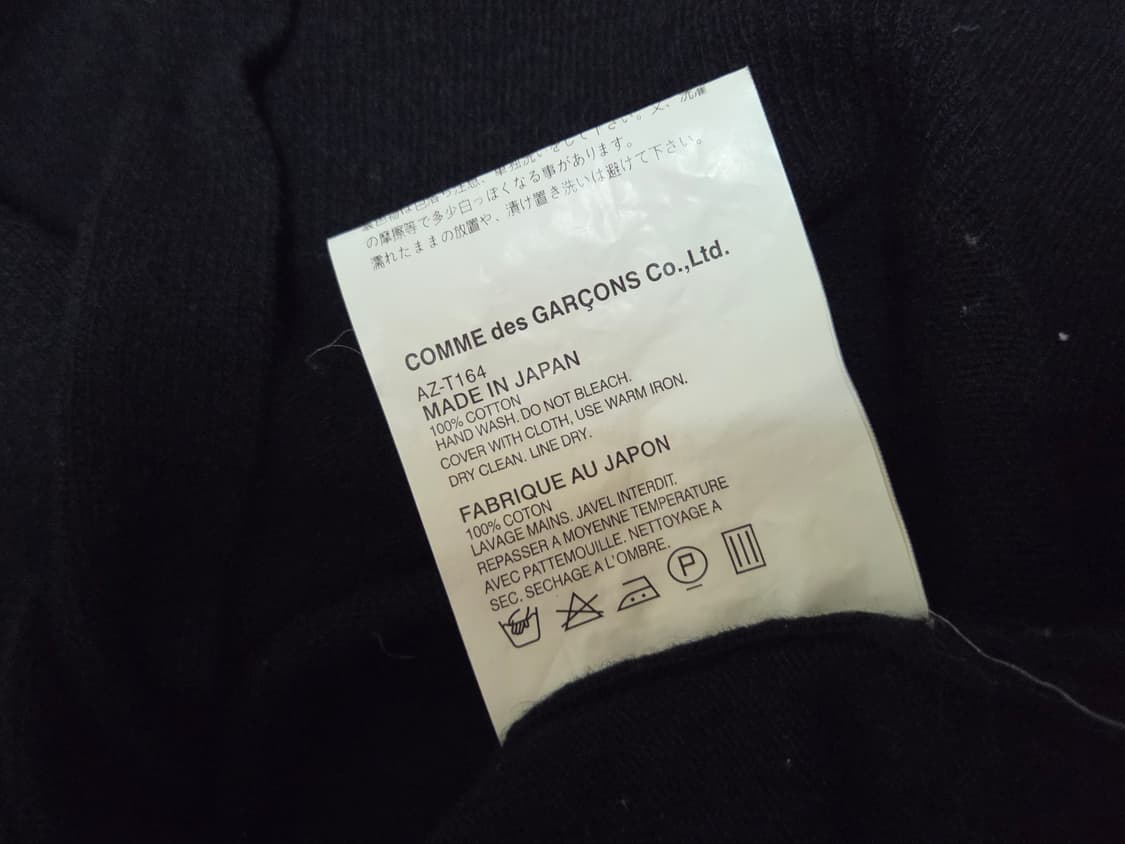 の摩擦等で多少白っぽくなる事があります。
濡れたままの放置や、漬け置き洗いは避けて下さい。
COMME des GARÇONS Co.,Ltd.
AZ-T164
MADE IN JAPAN
100% COTTON
HAND WASH. DO NOT BLEACH.
COVER WITH CLOTH, USE WARM IRON.
DRY CLEAN. LINE DRY.
FABRIQUE AU JAPON
100% COTON
LAVAGE MAINS. JAVEL INTERDIT.
REPASSER A MOYENNE TEMPERATURE
AVEC PATTEMOUILLE. NETTOYAGE A
SEC. SECHAGE A L'OMBRE.
P